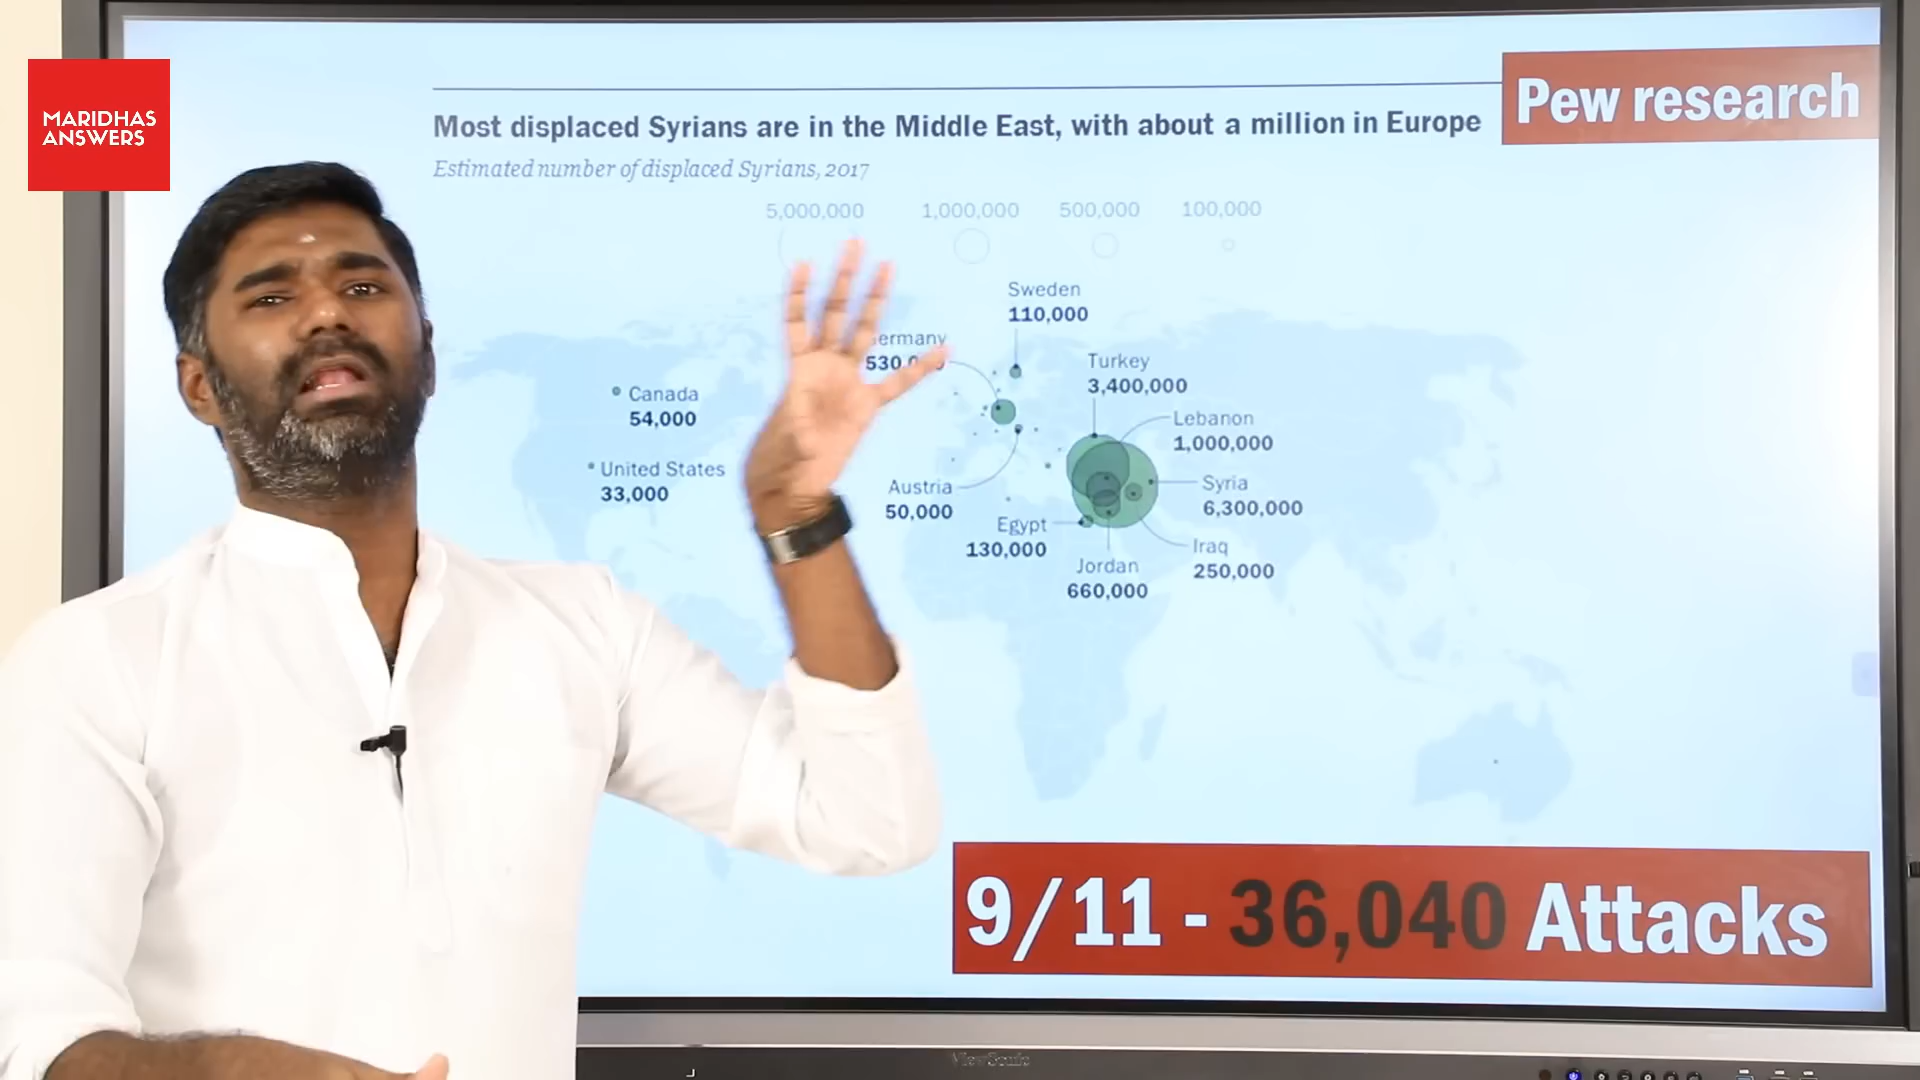 MARIDHAS
ANSWERS
Pew research
Most displaced Syrians are in the Middle East, with about a million in Europe
Estimated number of displaced Syrians, 2017
5,000,000
1,000,000
500,000
100,000
Sweden
110,000
ermany
Turkey
3,400,000
Canada
54,000
Lebanon
1,000,000
United States
33,000
Syria
6,300,000
Austria
50,000
Egypt
130,000
Iraq
250,000
Jordan
660,000
9/11 - 36,040 Attacks
ViewSonic